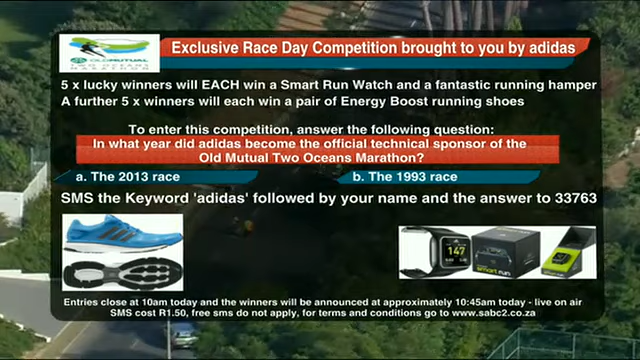 OLDMUTUAL
TWO OCEANS
MARATHON
Exclusive Race Day Competition brought to you by adidas
5 x lucky winners will EACH win a Smart Run Watch and a fantastic running hamper
A further 5 x winners will each win a pair of Energy Boost running shoes
To enter this competition, answer the following question:
In what year did adidas become the official technical sponsor of the
Old Mutual Two Oceans Marathon?
a. The 2013 race
b. The 1993 race
SMS the Keyword 'adidas' followed by your name and the answer to 33763
147
smart run
Entries close at 10am today and the winners will be announced at approximately 10:45am today - live on air
SMS cost R1.50, free sms do not apply, for terms and conditions go to www.sabc2.co.za